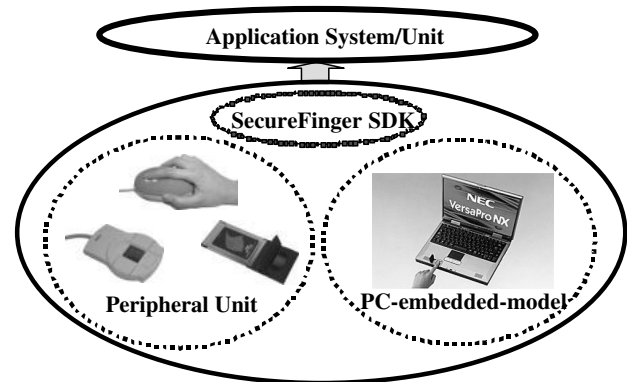 Application System/Unit
SecureFinger SDK
NEC
VersaPro NX
Peripheral Unit
PC-embedded-model